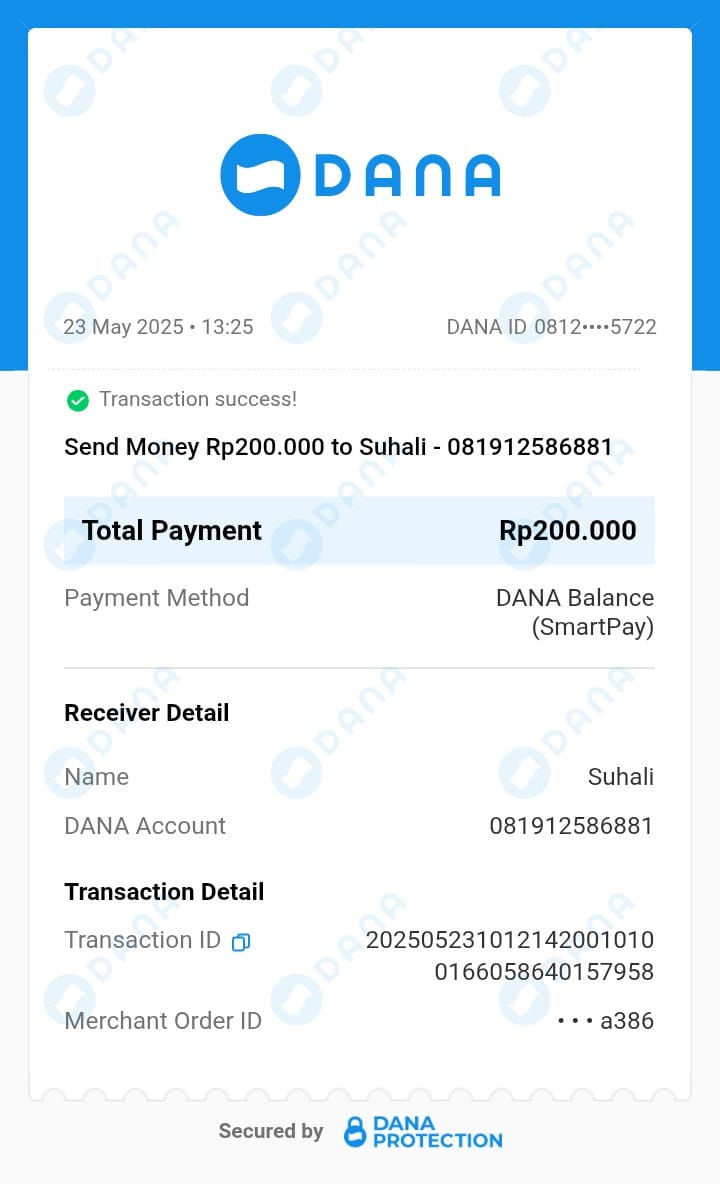 DANA
23 May 2025 • 13:25
DANA ID 0812••••5722
Transaction success!
Send Money Rp200.000 to Suhali - 081912586881
Total Payment
Rp200.000
Payment Method
DANA Balance
(SmartPay)
Receiver Detail
Name
Suhali
DANA Account
081912586881
Transaction Detail
Transaction ID
202505231012142001010
0166058640157958
Merchant Order ID
• • • a386
Secured by
DANA
PROTECTION